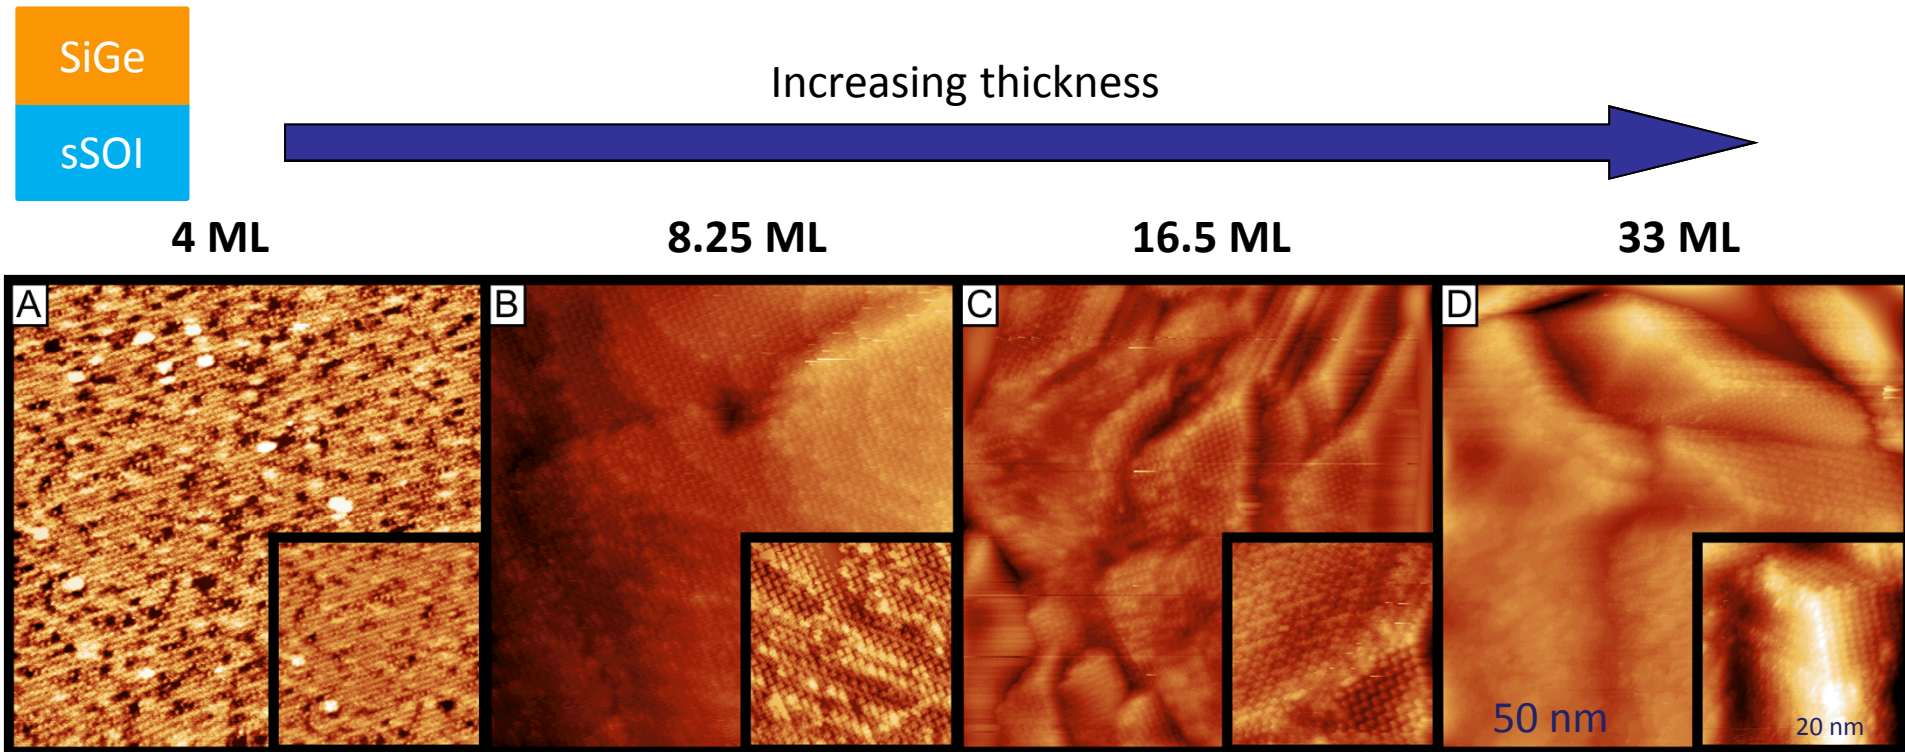 SiGe
sSOI
Increasing thickness
4 ML
8.25 ML
16.5 ML
33 ML
A
B
C
D
50 nm
20 nm